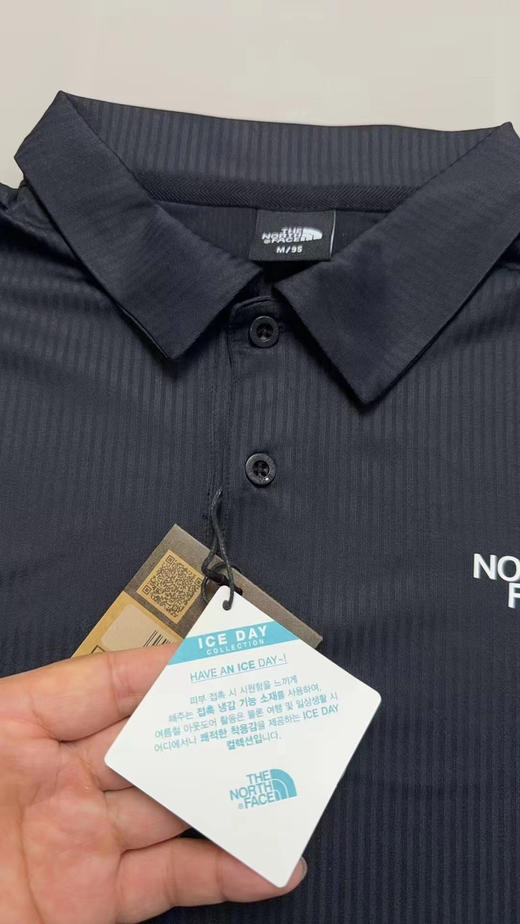 THE
NORTH
FACE
M/95
NO
F
ICE DAY
COLLECTION
HAVE AN ICE DAY~!
피부 접촉 시 시원함을 느끼게
해주는 접촉 냉감 기능 소재를 사용하여,
여름철 아웃도어 활동은 물론 여행 및 일상생활 시
어디에서나 쾌적한 착용감을 제공하는 ICE DAY
컬렉션입니다.
THE
NORTH
FACE